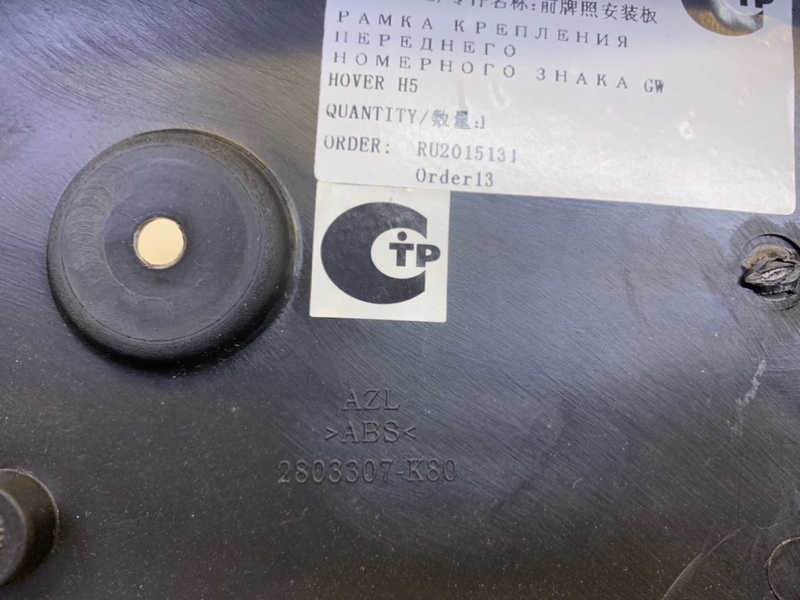 零件名称:前牌照安装板
РАМКА КРЕПЛЕНИЯ
ПЕРЕДНЕГО
НОМЕРНОГО ЗНАКА GW
HOVER H5
QUANTITY/数量:1
ORDER: RU2015131
Order13
ТР
СТР
AZL
>ABS<
2803307-K80